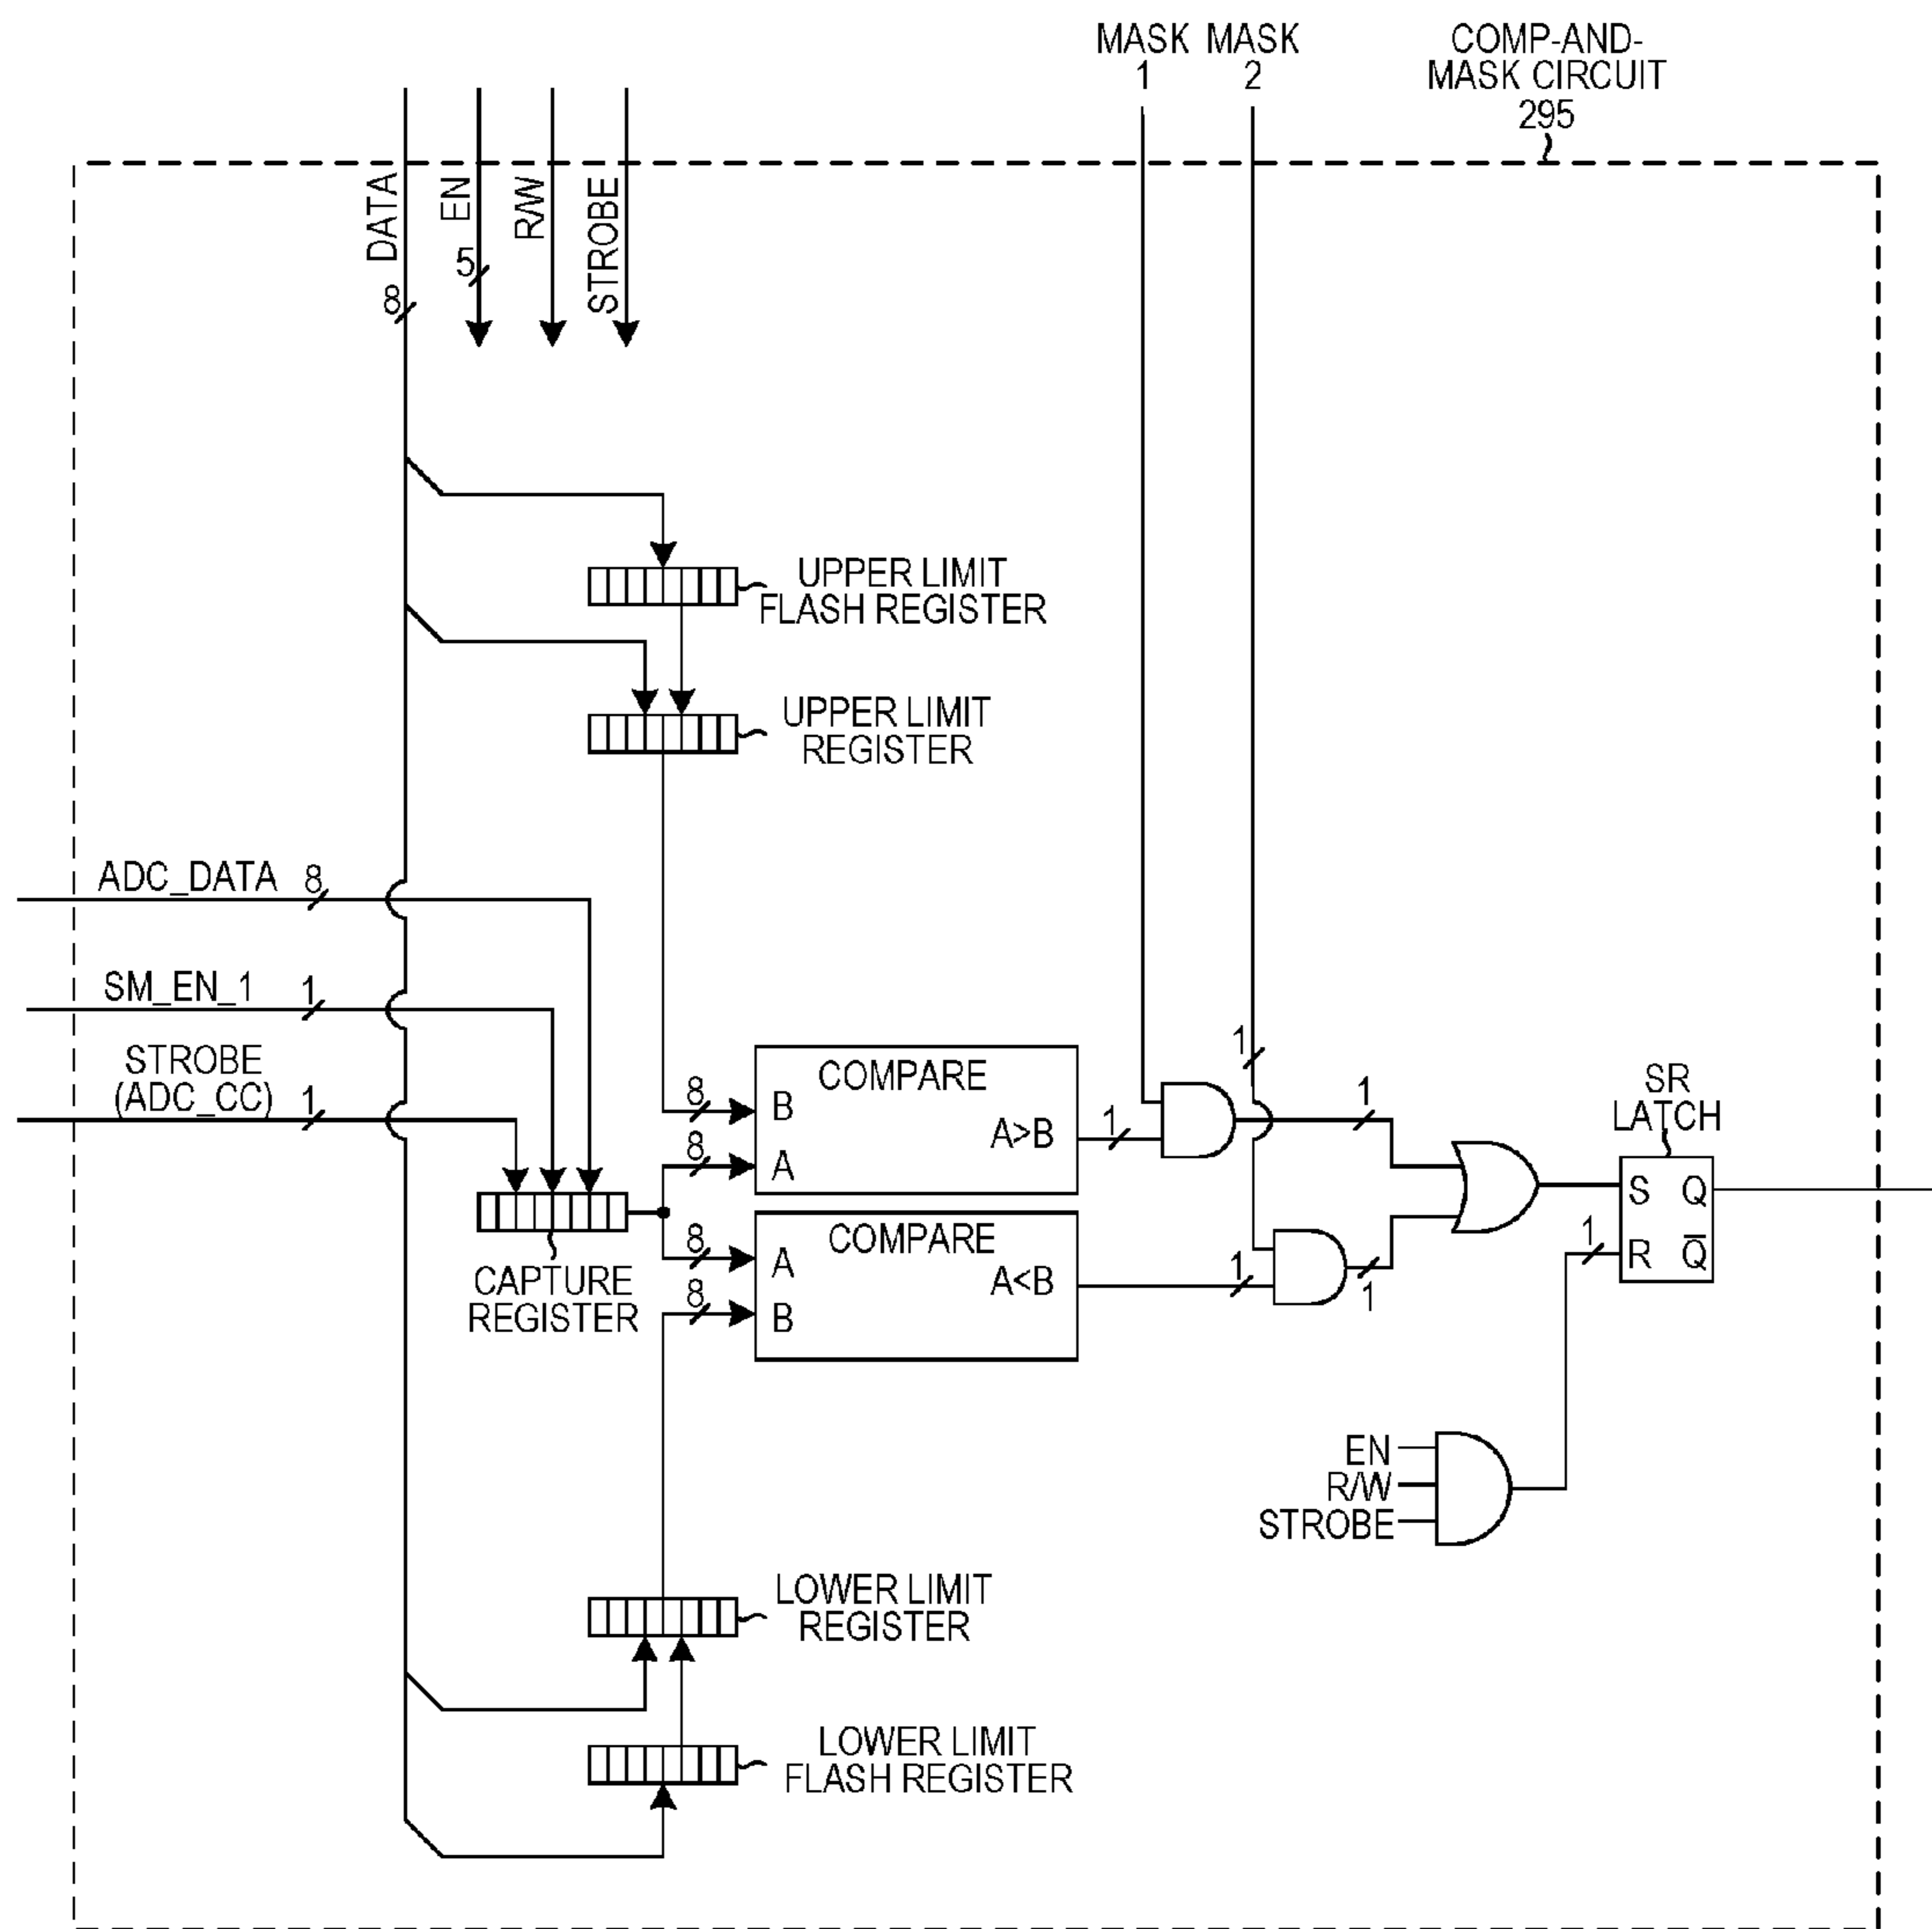 MASK 1
MASK 2
COMP-AND-
MASK CIRCUIT
295
DATA
8
EN
5
R/W
STROBE
UPPER LIMIT
FLASH REGISTER
UPPER LIMIT
REGISTER
ADC_DATA 8
SM_EN_1 1
STROBE
(ADC_CC) 1
CAPTURE
REGISTER
COMPARE
8 B
8 A
A>B
1
COMPARE
8 A
8 B
A<B
1
1
1
1
SR
LATCH
S Q
R Q̅
1
EN
R/W
STROBE
LOWER LIMIT
REGISTER
LOWER LIMIT
FLASH REGISTER